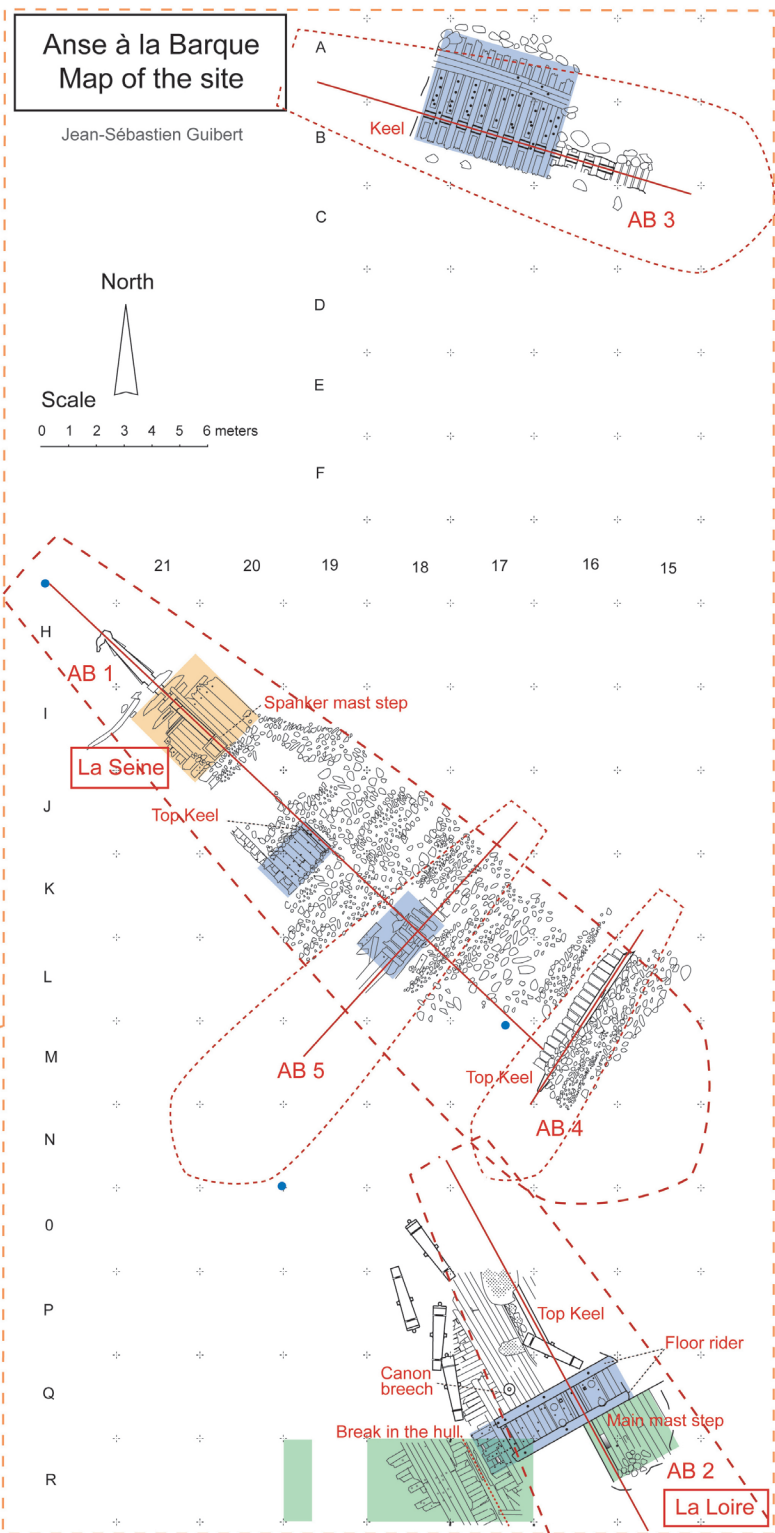 Anse à la Barque
Map of the site
Jean-Sébastien Guibert
A
Keel
B
AB 3
C
North
D
Scale
E
0 1 2 3 4 5 6 meters
F
21 20 19 18 17 16 15
H
AB 1
Spanker mast step
I
La Seine
J
Top Keel
K
L
M
AB 5
Top Keel
AB 4
N
0
P
Top Keel
Floor rider
Canon
breech
Q
Main mast step
Break in the hull
R
AB 2
La Loire